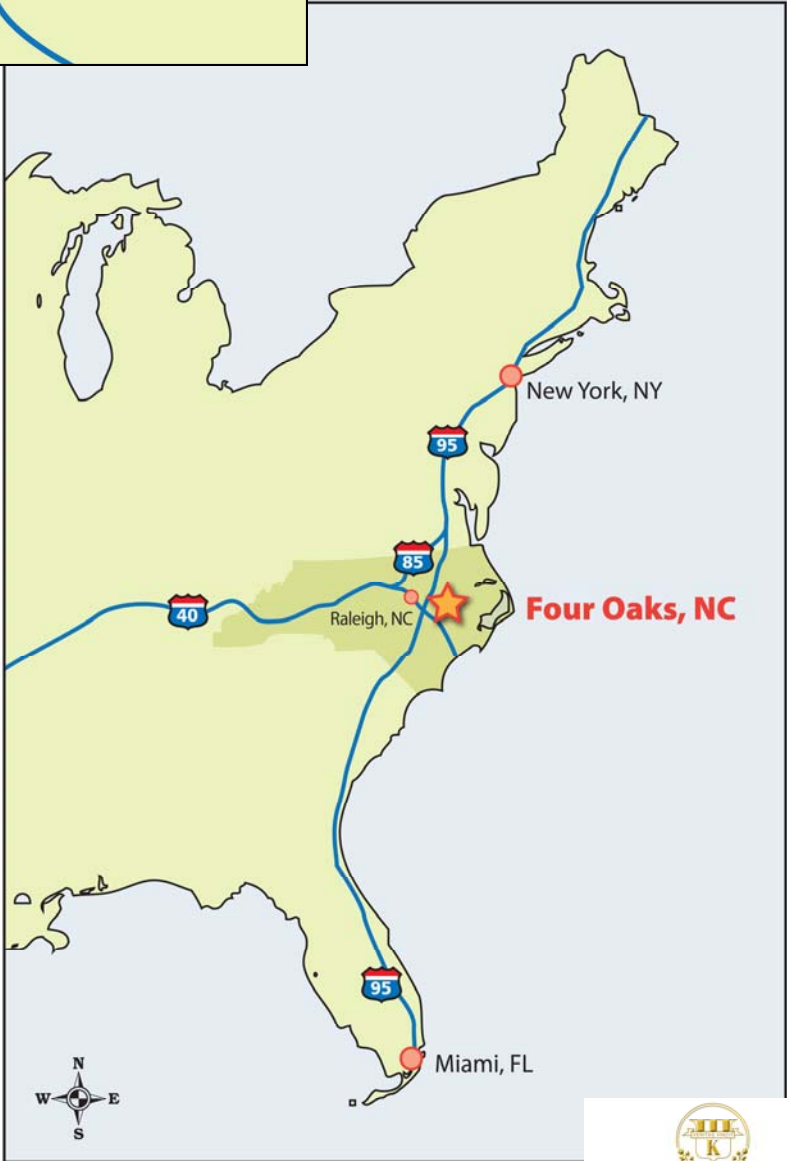 New York, NY
95
85
40
Raleigh, NC
Four Oaks, NC
95
Miami, FL
N
W E
S
K